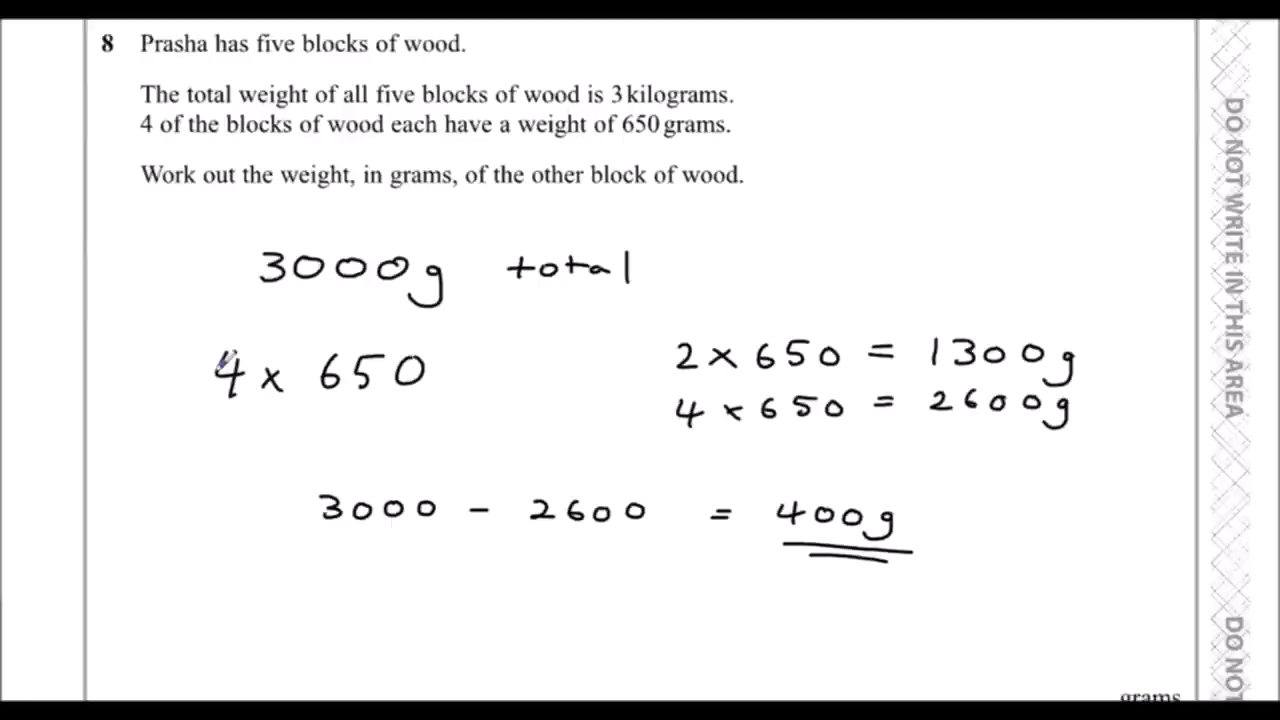 8 Prasha has five blocks of wood.
The total weight of all five blocks of wood is 3 kilograms.
4 of the blocks of wood each have a weight of 650 grams.
Work out the weight, in grams, of the other block of wood.
3000g total
4 x 650
2 x 650 = 1300g
4 x 650 = 2600g
3000 - 2600 = 400g
grams
DO NOT WRITE IN THIS AREA
DO NOT